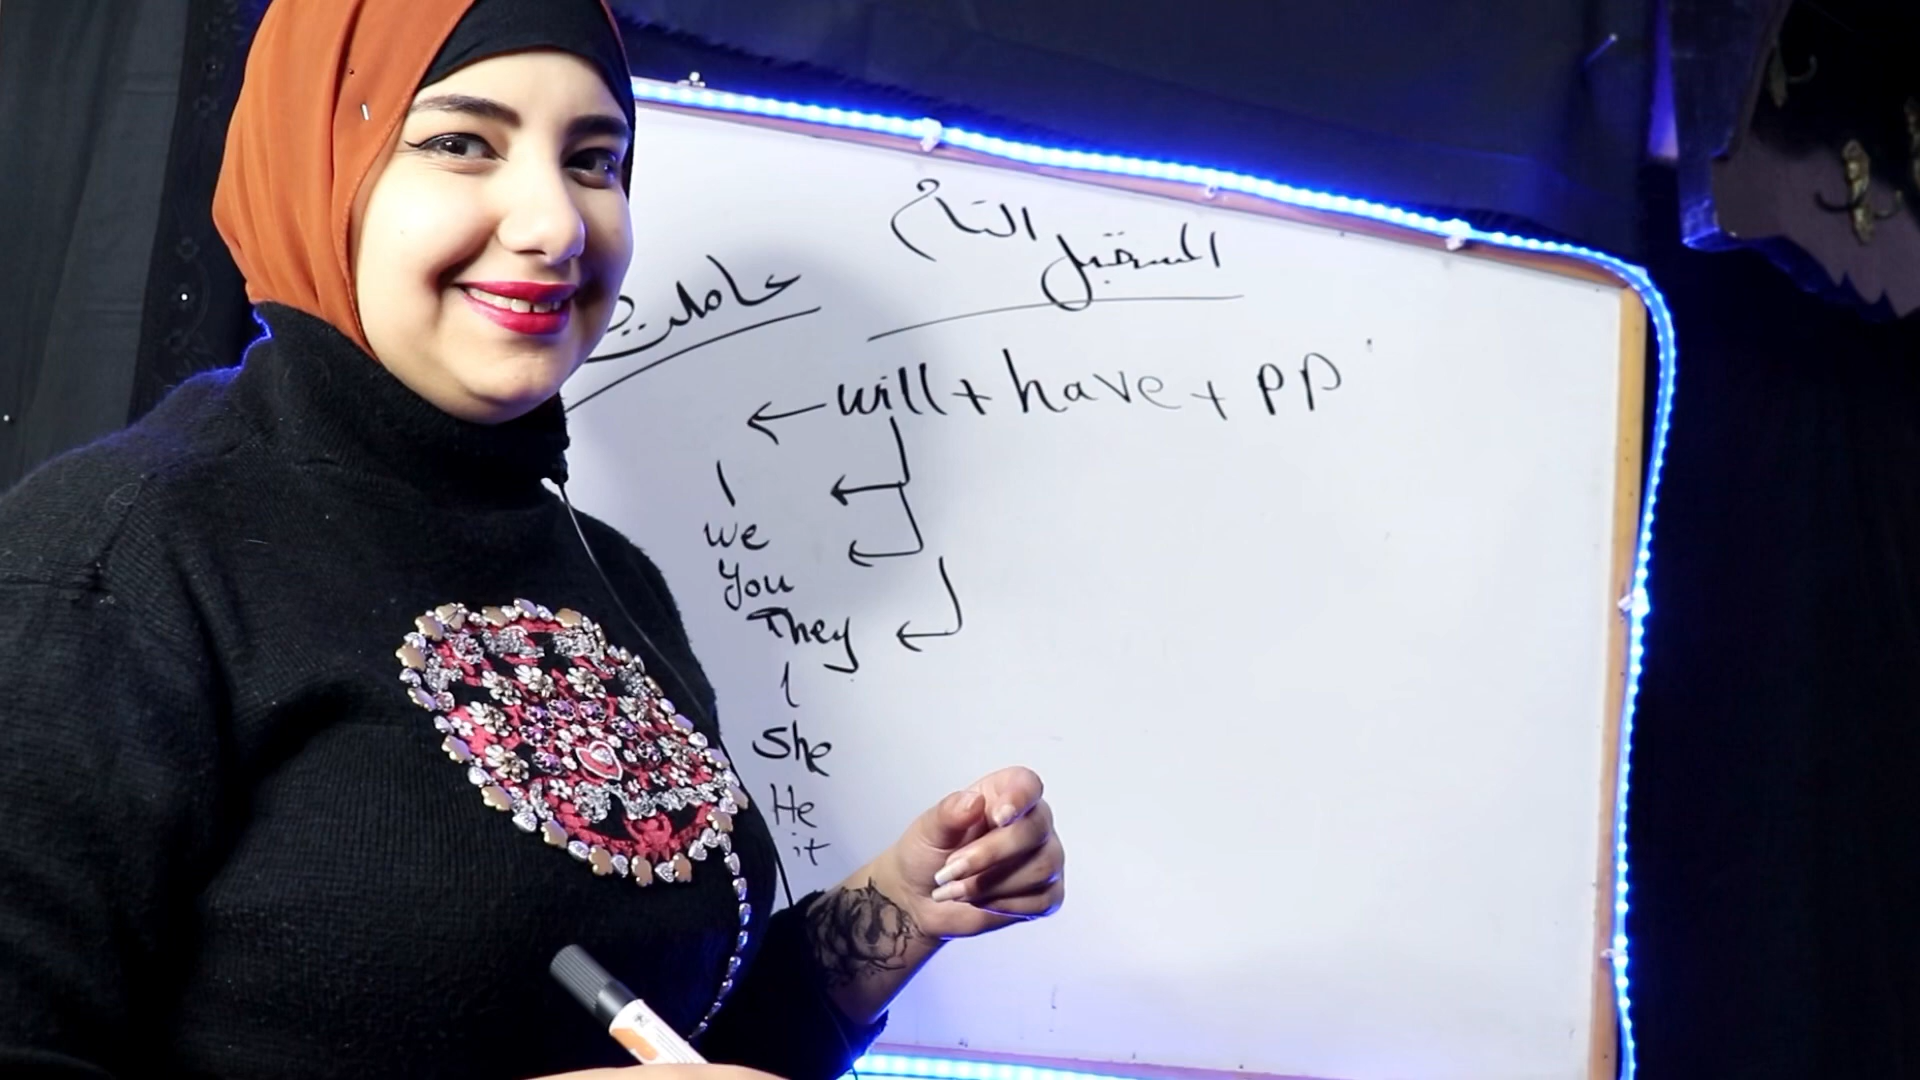 المستقبل التام
will + have + pp
I
we
You
They
I
She
He
it